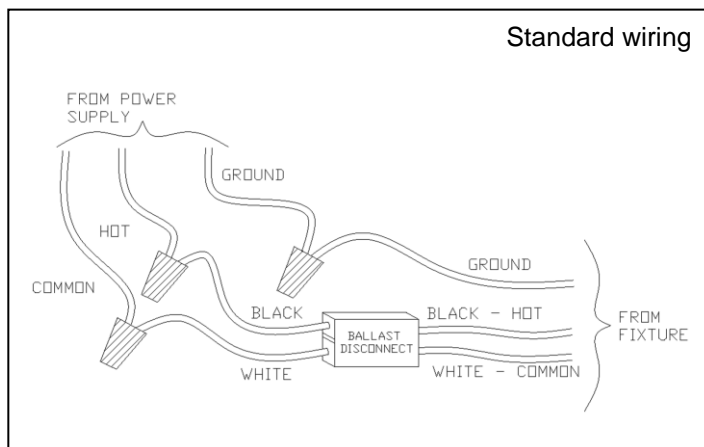 Standard wiring
FROM POWER
SUPPLY
GROUND
HOT
COMMON
GROUND
BLACK
BLACK - HOT
BALLAST
DISCONNECT
FROM
FIXTURE
WHITE
WHITE - COMMON